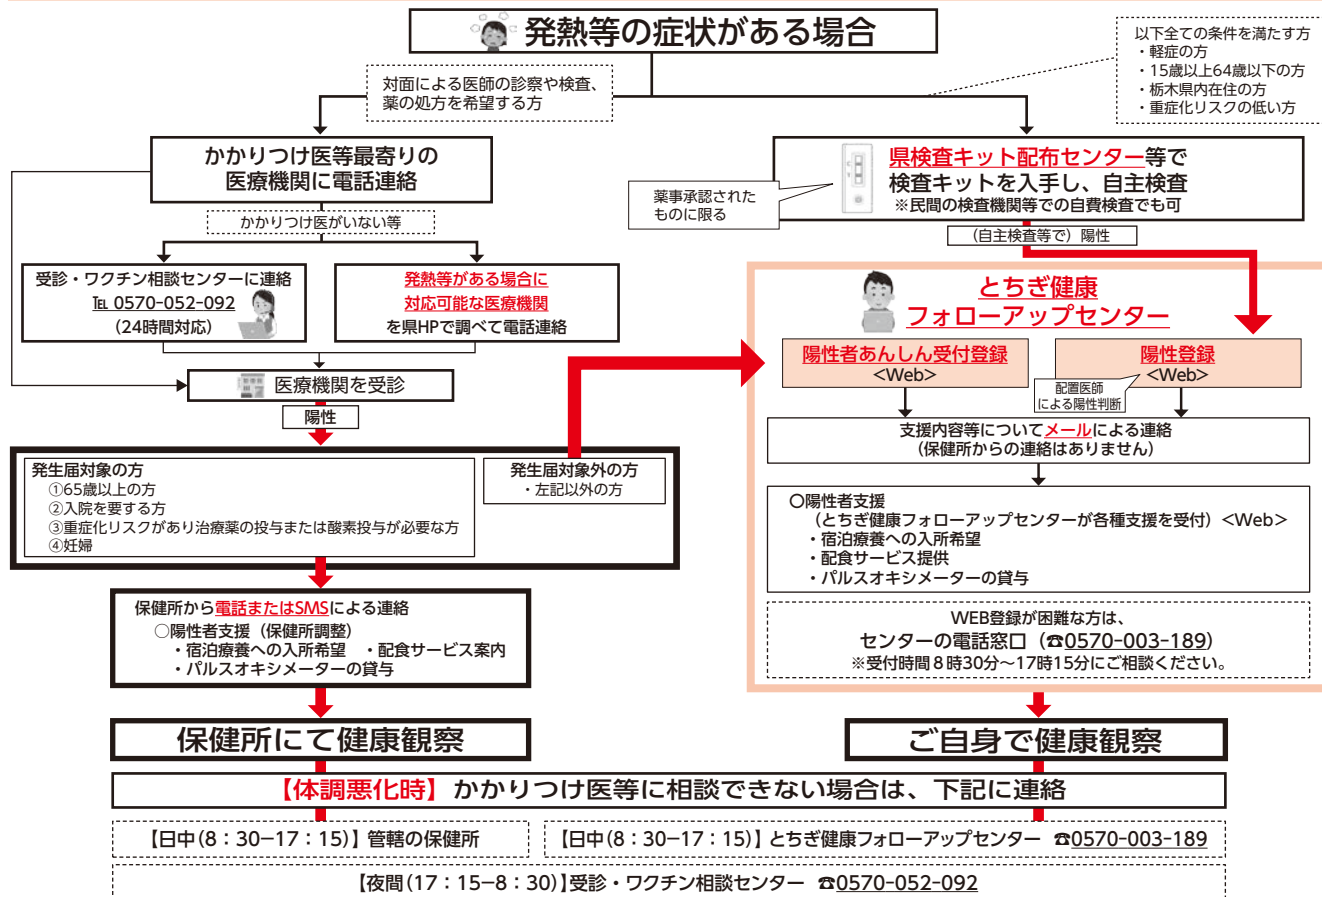 発熱等の症状がある場合
以下全ての条件を満たす方
・軽症の方
・15歳以上64歳以下の方
・栃木県内在住の方
・重症化リスクの低い方
対面による医師の診察や検査、
薬の処方を希望する方
かかりつけ医等最寄りの
医療機関に電話連絡
県検査キット配布センター等で
検査キットを入手し、自主検査
※民間の検査機関等での自費検査でも可
薬事承認された
ものに限る
かかりつけ医がいない等
(自主検査等で)陽性
受診・ワクチン相談センターに連絡
℡ 0570-052-092
(24時間対応)
発熱等がある場合に
対応可能な医療機関
を県HPで調べて電話連絡
医療機関を受診
陽性
とちぎ健康
フォローアップセンター
陽性者あんしん受付登録
<Web>
陽性登録
<Web>
配置医師
による陽性判断
支援内容等についてメールによる連絡
(保健所からの連絡はありません)
発生届対象の方
①65歳以上の方
②入院を要する方
③重症化リスクがあり治療薬の投与または酸素投与が必要な方
④妊婦
発生届対象外の方
・左記以外の方
〇陽性者支援
(とちぎ健康フォローアップセンターが各種支援を受付)<Web>
・宿泊療養への入所希望
・配食サービス提供
・パルスオキシメーターの貸与
保健所から電話またはSMSによる連絡
〇陽性者支援(保健所調整)
・宿泊療養への入所希望 ・配食サービス案内
・パルスオキシメーターの貸与
WEB登録が困難な方は、
センターの電話窓口(☎0570-003-189)
※受付時間8時30分～17時15分にご相談ください。
保健所にて健康観察
ご自身で健康観察
【体調悪化時】かかりつけ医等に相談できない場合は、下記に連絡
【日中(8：30ー17：15)】管轄の保健所
【日中(8：30ー17：15)】とちぎ健康フォローアップセンター ☎0570-003-189
【夜間(17：15ー8：30)】受診・ワクチン相談センター ☎0570-052-092